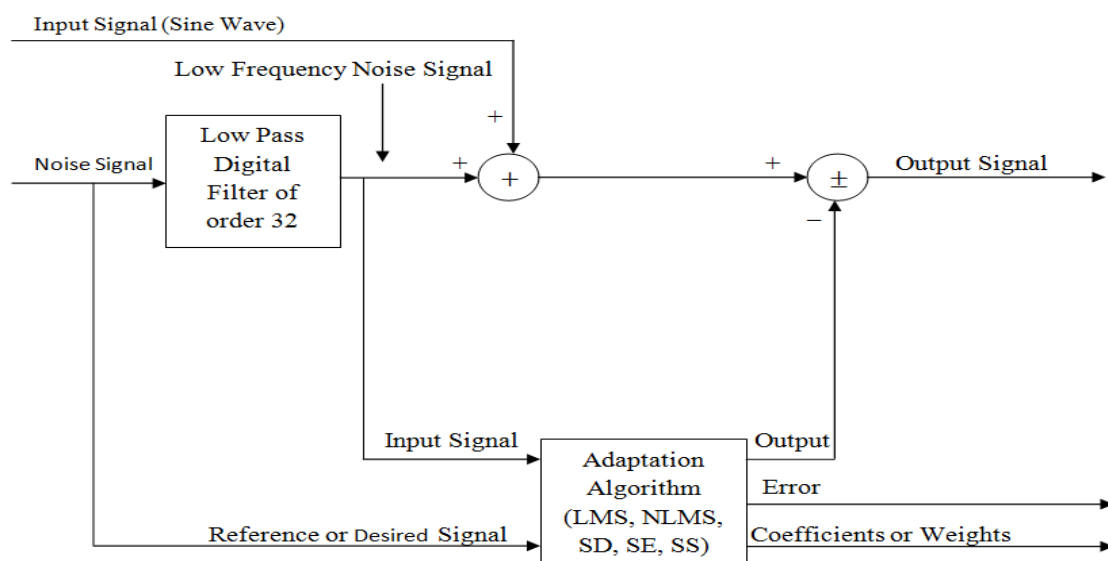 Input Signal (Sine Wave)
Low Frequency Noise Signal
+
Noise Signal
Low Pass
Digital
Filter of
order 32
+
+
+
±
Output Signal
−
Input Signal
Output
Adaptation
Algorithm
(LMS, NLMS,
SD, SE, SS)
Error
Reference or Desired Signal
Coefficients or Weights